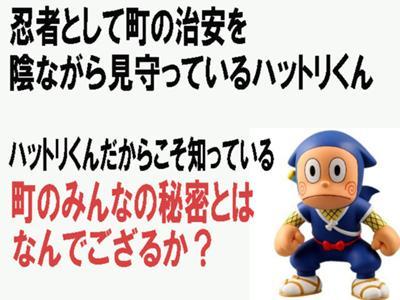 忍者として町の治安を
陰ながら見守っているハットリくん
ハットリくんだからこそ知っている
町のみんなの秘密とは
なんでござるか？